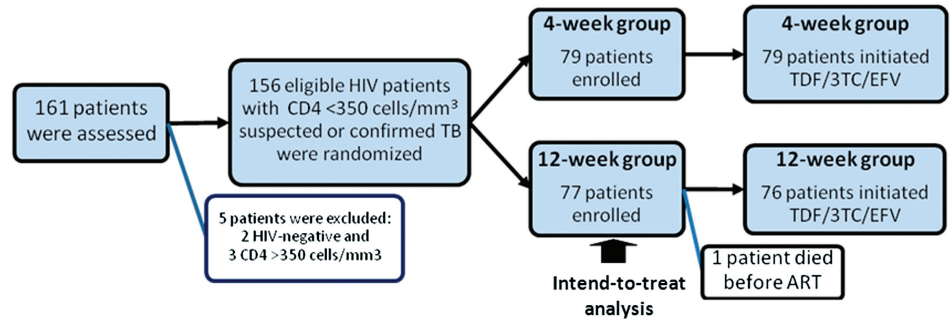 161 patients
were assessed
156 eligible HIV patients
with CD4 <350 cells/mm³
suspected or confirmed TB
were randomized
5 patients were excluded:
2 HIV-negative and
3 CD4 >350 cells/mm3
4-week group
79 patients
enrolled
4-week group
79 patients initiated
TDF/3TC/EFV
12-week group
77 patients
enrolled
12-week group
76 patients initiated
TDF/3TC/EFV
1 patient died
before ART
Intend-to-treat
analysis